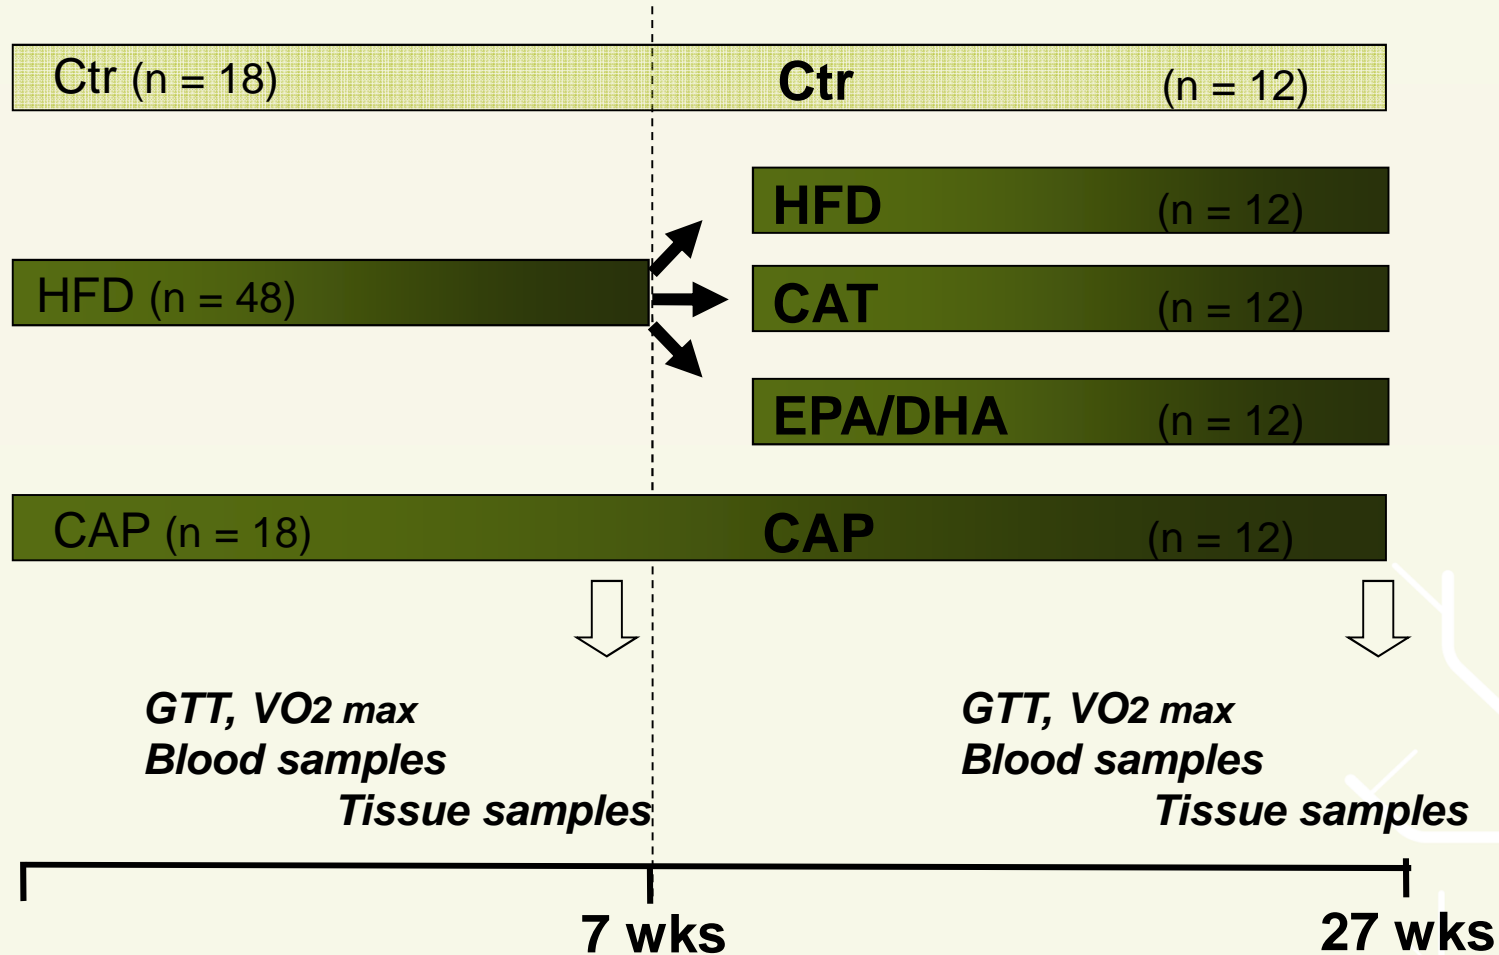 Ctr (n = 18) Ctr (n = 12)
HFD (n = 12)
HFD (n = 48) CAT (n = 12)
EPA/DHA (n = 12)
CAP (n = 18) CAP (n = 12)
GTT, VO2 max GTT, VO2 max
Blood samples Blood samples
Tissue samples Tissue samples
7 wks 27 wks